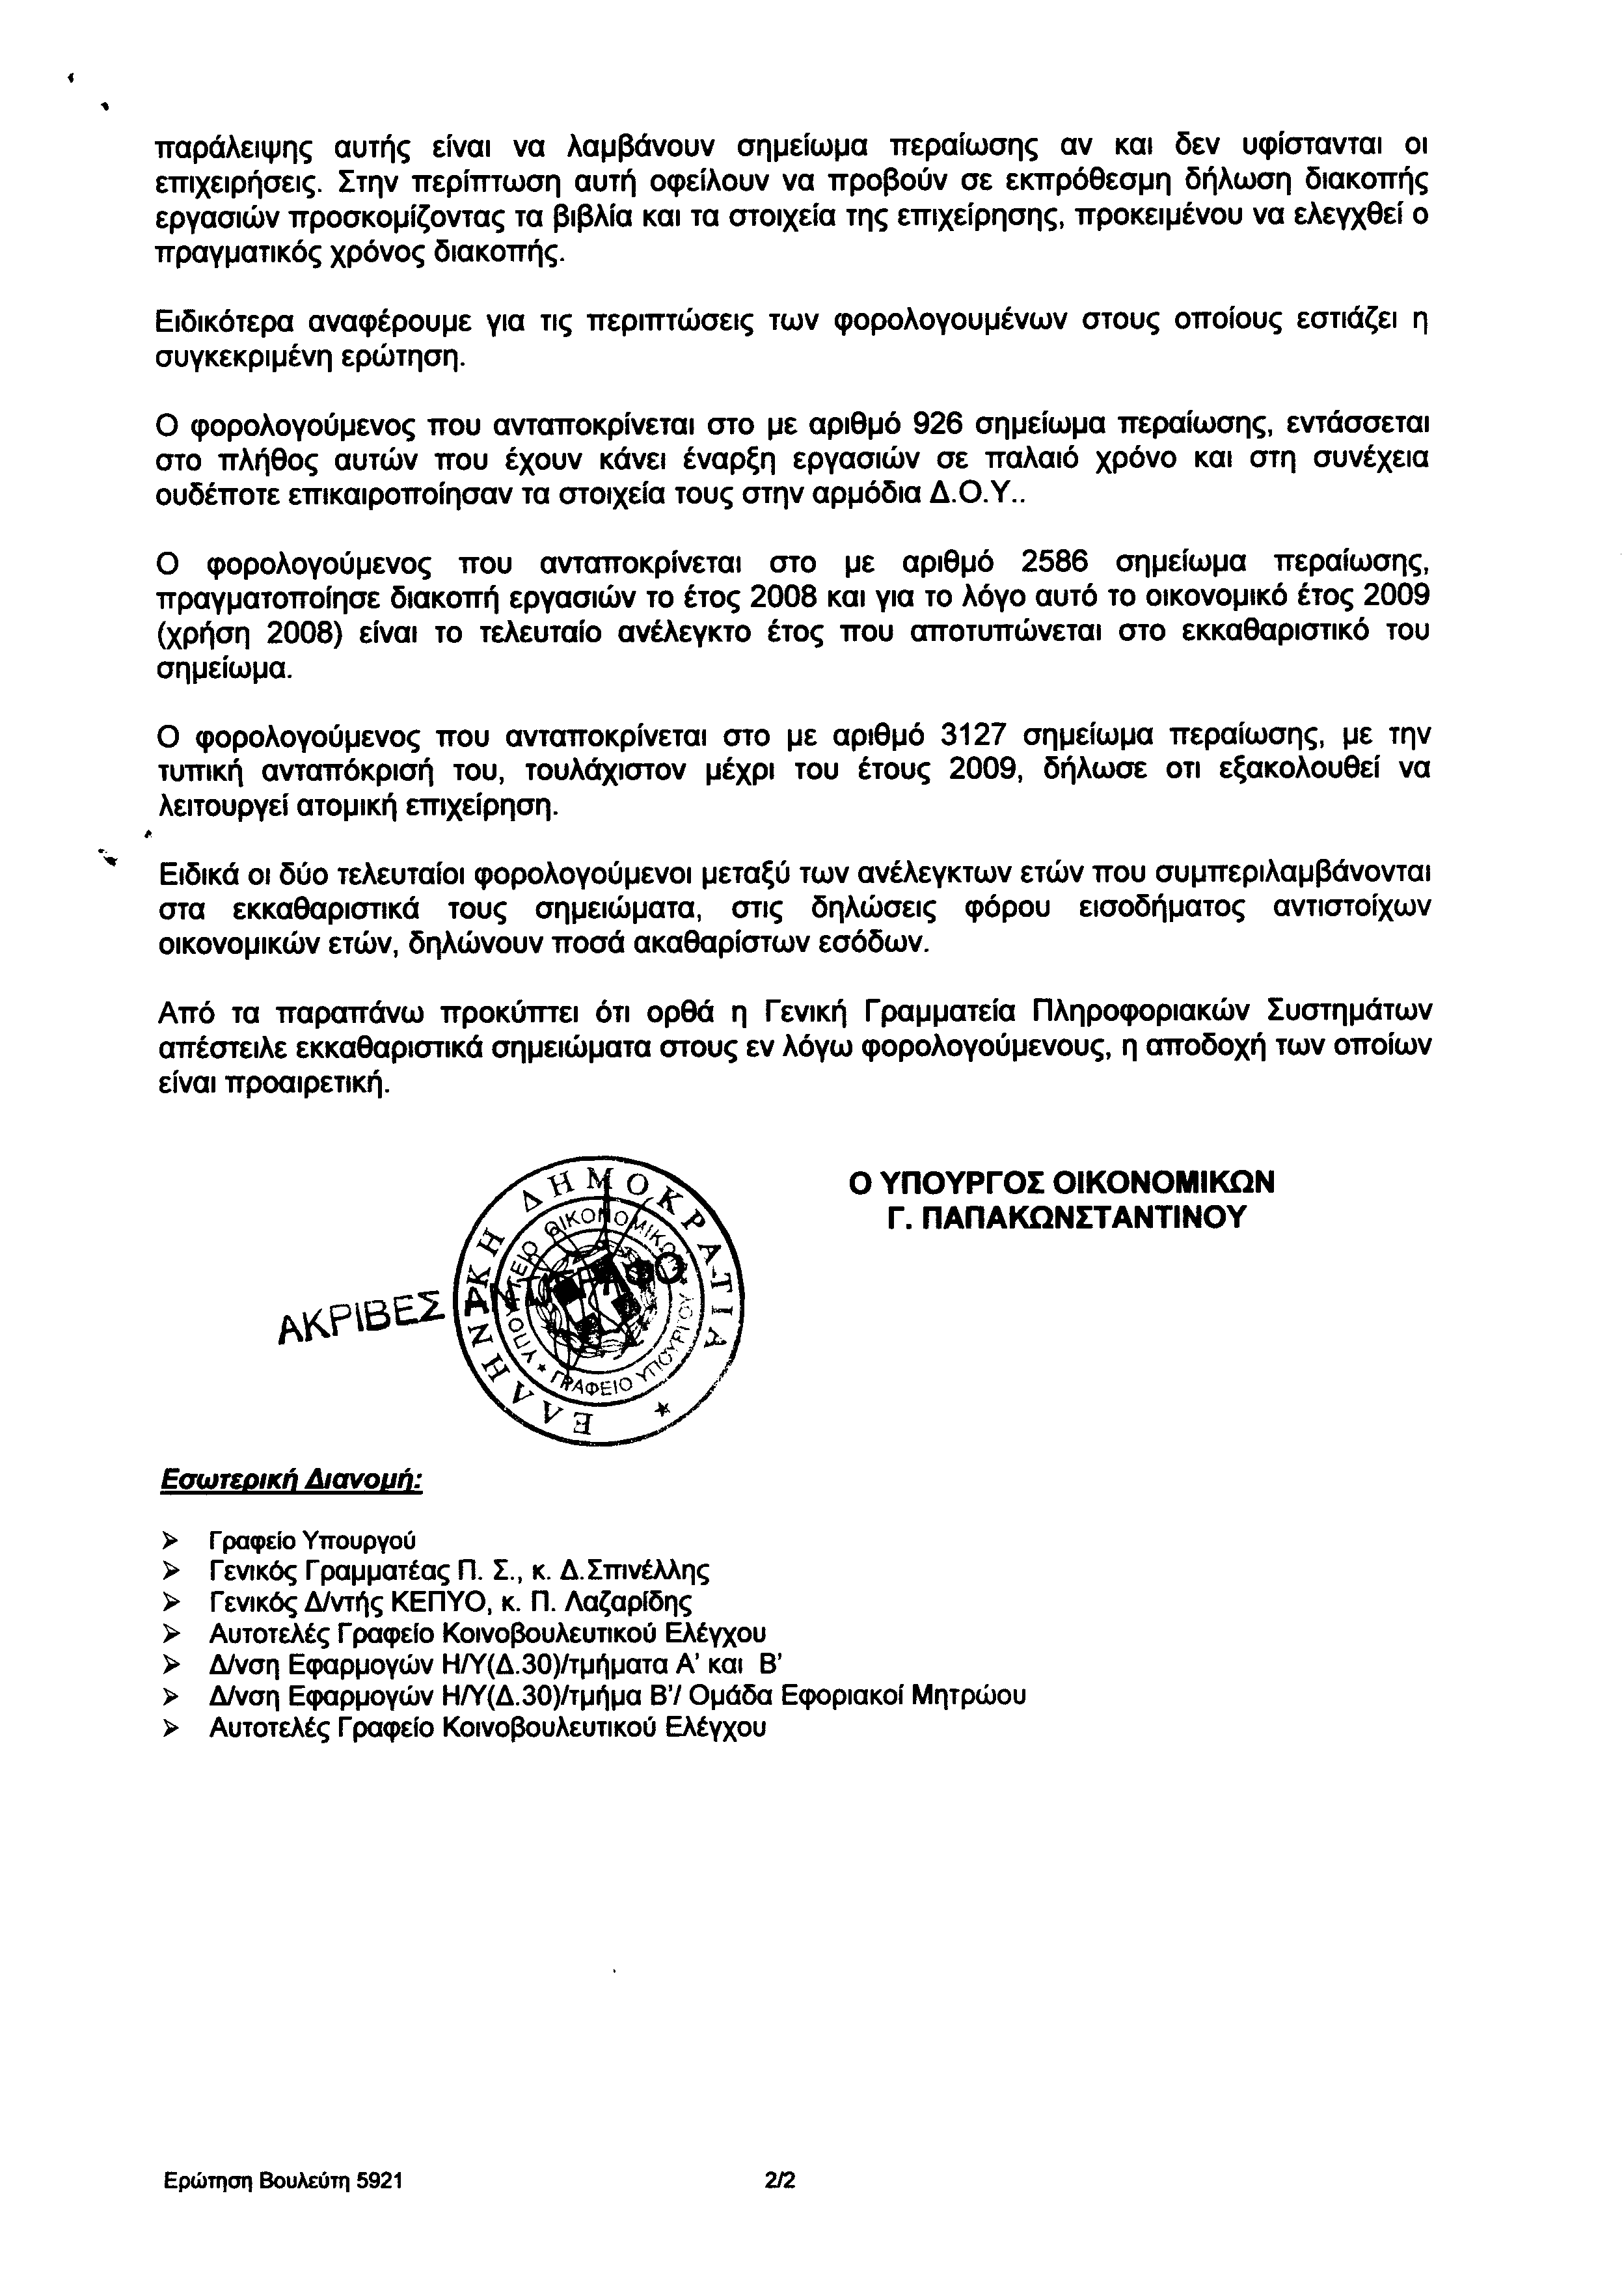 παράλειψης αυτής είναι να λαμβάνουν σημείωμα περαίωσης αν και δεν υφίστανται οι
επιχειρήσεις. Στην περίπτωση αυτή οφείλουν να προβούν σε εκπρόθεσμη δήλωση διακοπής
εργασιών προσκομίζοντας τα βιβλία και τα στοιχεία της επιχείρησης, προκειμένου να ελεγχθεί ο
πραγματικός χρόνος διακοπής.
Ειδικότερα αναφέρουμε για τις περιπτώσεις των φορολογουμένων στους οποίους εστιάζει η
συγκεκριμένη ερώτηση.
Ο φορολογούμενος που ανταποκρίνεται στο με αριθμό 926 σημείωμα περαίωσης, εντάσσεται
στο πλήθος αυτών που έχουν κάνει έναρξη εργασιών σε παλαιό χρόνο και στη συνέχεια
ουδέποτε επικαιροποίησαν τα στοιχεία τους στην αρμόδια Δ.Ο.Υ..
Ο φορολογούμενος που ανταποκρίνεται στο με αριθμό 2586 σημείωμα περαίωσης,
πραγματοποίησε διακοπή εργασιών το έτος 2008 και για το λόγο αυτό το οικονομικό έτος 2009
(χρήση 2008) είναι το τελευταίο ανέλεγκτο έτος που αποτυπώνεται στο εκκαθαριστικό του
σημείωμα.
Ο φορολογούμενος που ανταποκρίνεται στο με αριθμό 3127 σημείωμα περαίωσης, με την
τυπική ανταπόκρισή του, τουλάχιστον μέχρι του έτους 2009, δήλωσε οτι εξακολουθεί να
λειτουργεί ατομική επιχείρηση.
Ειδικά οι δύο τελευταίοι φορολογούμενοι μεταξύ των ανέλεγκτων ετών που συμπεριλαμβάνονται
στα εκκαθαριστικά τους σημειώματα, στις δηλώσεις φόρου εισοδήματος αντιστοίχων
οικονομικών ετών, δηλώνουν ποσά ακαθαρίστων εσόδων.
Από τα παραπάνω προκύπτει ότι ορθά η Γενική Γραμματεία Πληροφοριακών Συστημάτων
απέστειλε εκκαθαριστικά σημειώματα στους εν λόγω φορολογούμενους, η αποδοχή των οποίων
είναι προαιρετική.
Ο ΥΠΟΥΡΓΟΣ ΟΙΚΟΝΟΜΙΚΩΝ
Γ. ΠΑΠΑΚΩΝΣΤΑΝΤΙΝΟΥ
ΑΚΡΙΒΕΣ ΑΝΤΙΓΡΑΦΟ
ΕΛΛΗΝΙΚΗ ΔΗΜΟΚΡΑΤΙΑ
ΥΠΟΥΡΓΕΙΟ ΟΙΚΟΝΟΜΙΚΩΝ
ΓΡΑΦΕΙΟ ΥΠΟΥΡΓΟΥ
Εσωτερική Διανομή:
➢ Γραφείο Υπουργού
➢ Γενικός Γραμματέας Π. Σ., κ. Δ.Σπινέλλης
➢ Γενικός Δ/ντής ΚΕΠΥΟ, κ. Π. Λαζαρίδης
➢ Αυτοτελές Γραφείο Κοινοβουλευτικού Ελέγχου
➢ Δ/νση Εφαρμογών Η/Υ(Δ.30)/τμήματα Α’ και Β’
➢ Δ/νση Εφαρμογών Η/Υ(Δ.30)/τμήμα Β’/ Ομάδα Εφοριακοί Μητρώου
➢ Αυτοτελές Γραφείο Κοινοβουλευτικού Ελέγχου
Ερώτηση Βουλεύτη 5921
2/2